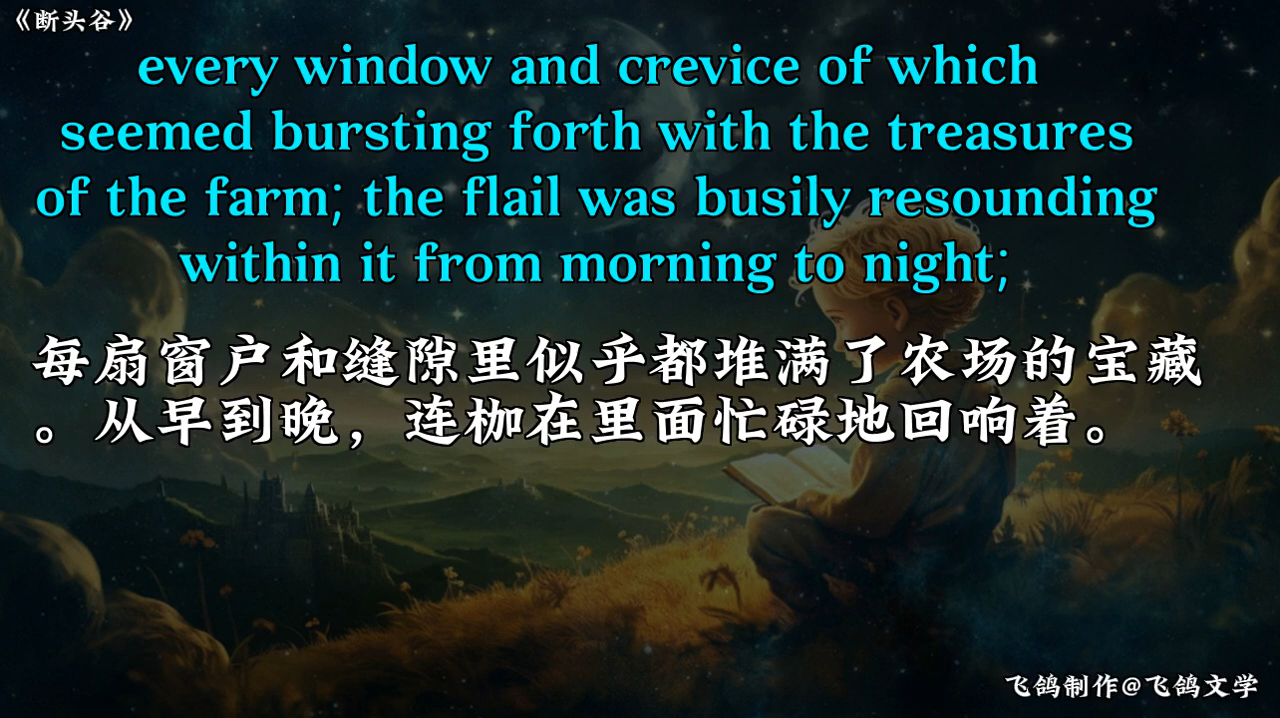 《断头谷》
every window and crevice of which
seemed bursting forth with the treasures
of the farm; the flail was busily resounding
within it from morning to night;
每扇窗户和缝隙里似乎都堆满了农场的宝藏
。从早到晚，连枷在里面忙碌地回响着。
飞鸽制作@飞鸽文学